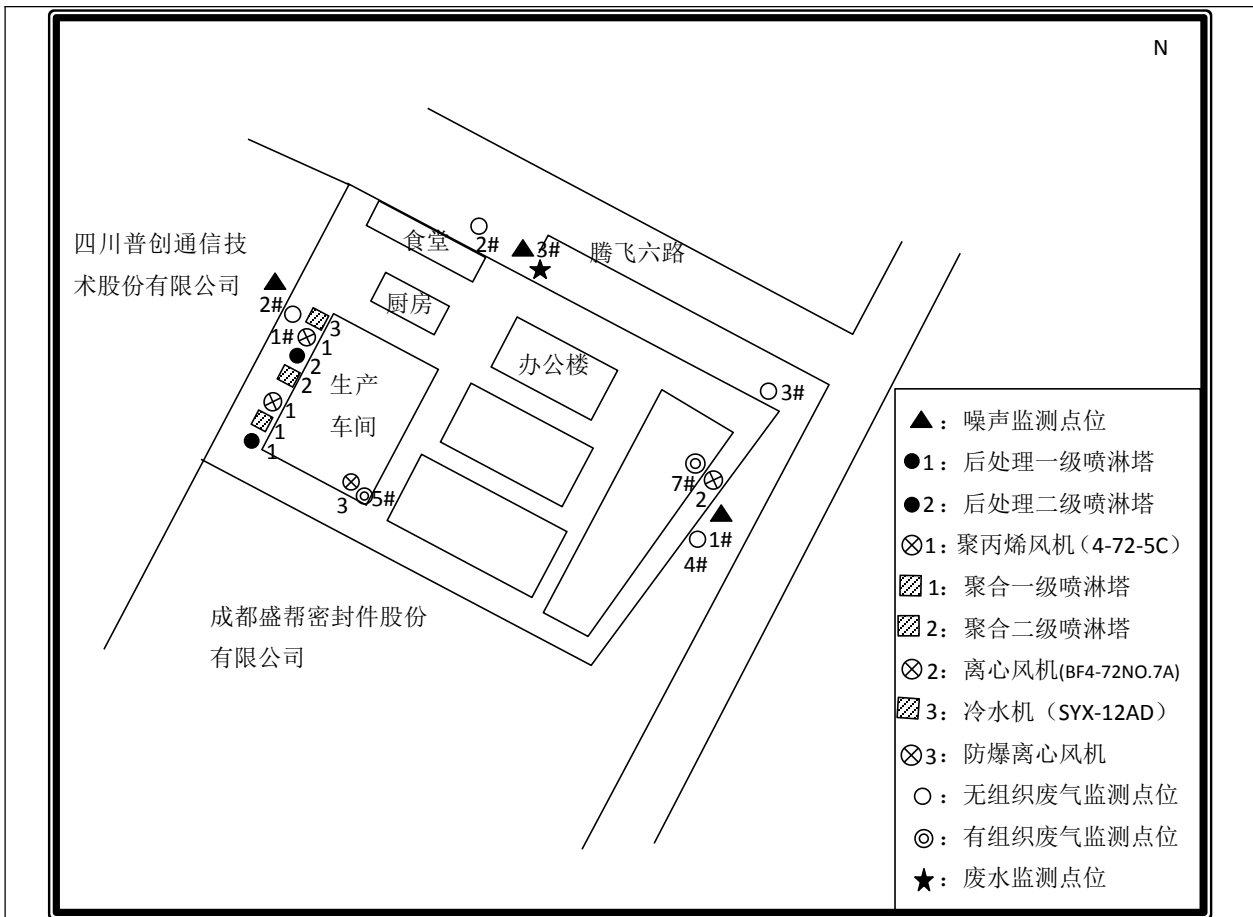 N
2#
食堂
3#
腾飞六路
四川普创通信技
术股份有限公司
2#
厨房
3
1#
1
2
2
办公楼
生产
车间
1
1
1
3#
3
5#
7#
2
1#
4#
成都盛帮密封件股份
有限公司
：噪声监测点位
1：后处理一级喷淋塔
2：后处理二级喷淋塔
1：聚丙烯风机（4-72-5C）
1：聚合一级喷淋塔
2：聚合二级喷淋塔
2：离心风机(BF4-72NO.7A)
3：冷水机（SYX-12AD）
3：防爆离心风机
：无组织废气监测点位
：有组织废气监测点位
：废水监测点位